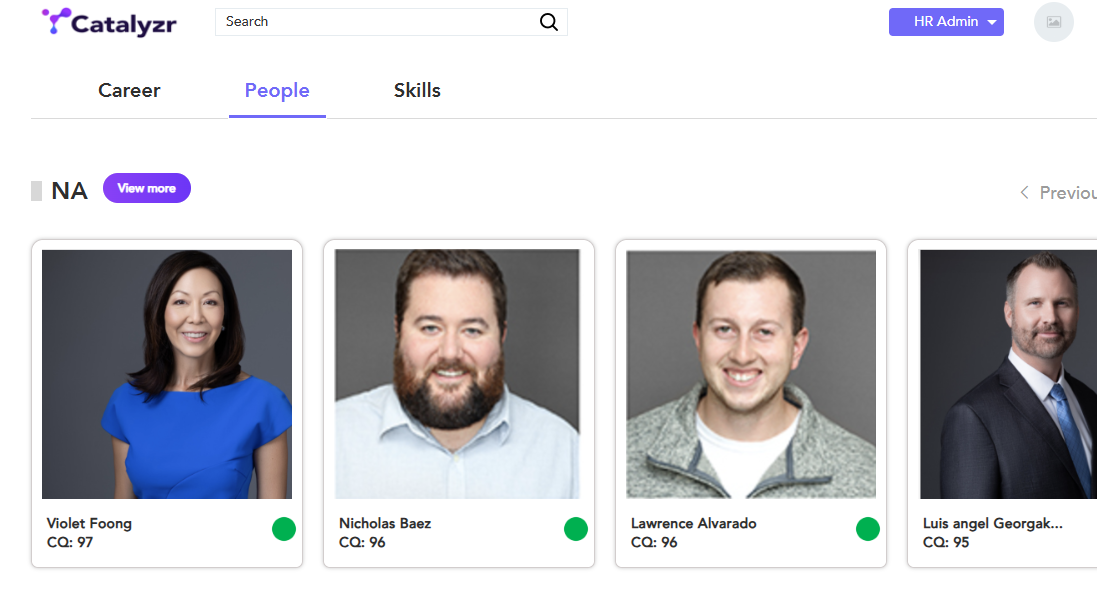 Catalyzr
Search
HR Admin
Career
People
Skills
NA
View more
Previou
Violet Foong
CQ: 97
Nicholas Baez
CQ: 96
Lawrence Alvarado
CQ: 96
Luis angel Georgak...
CQ: 95